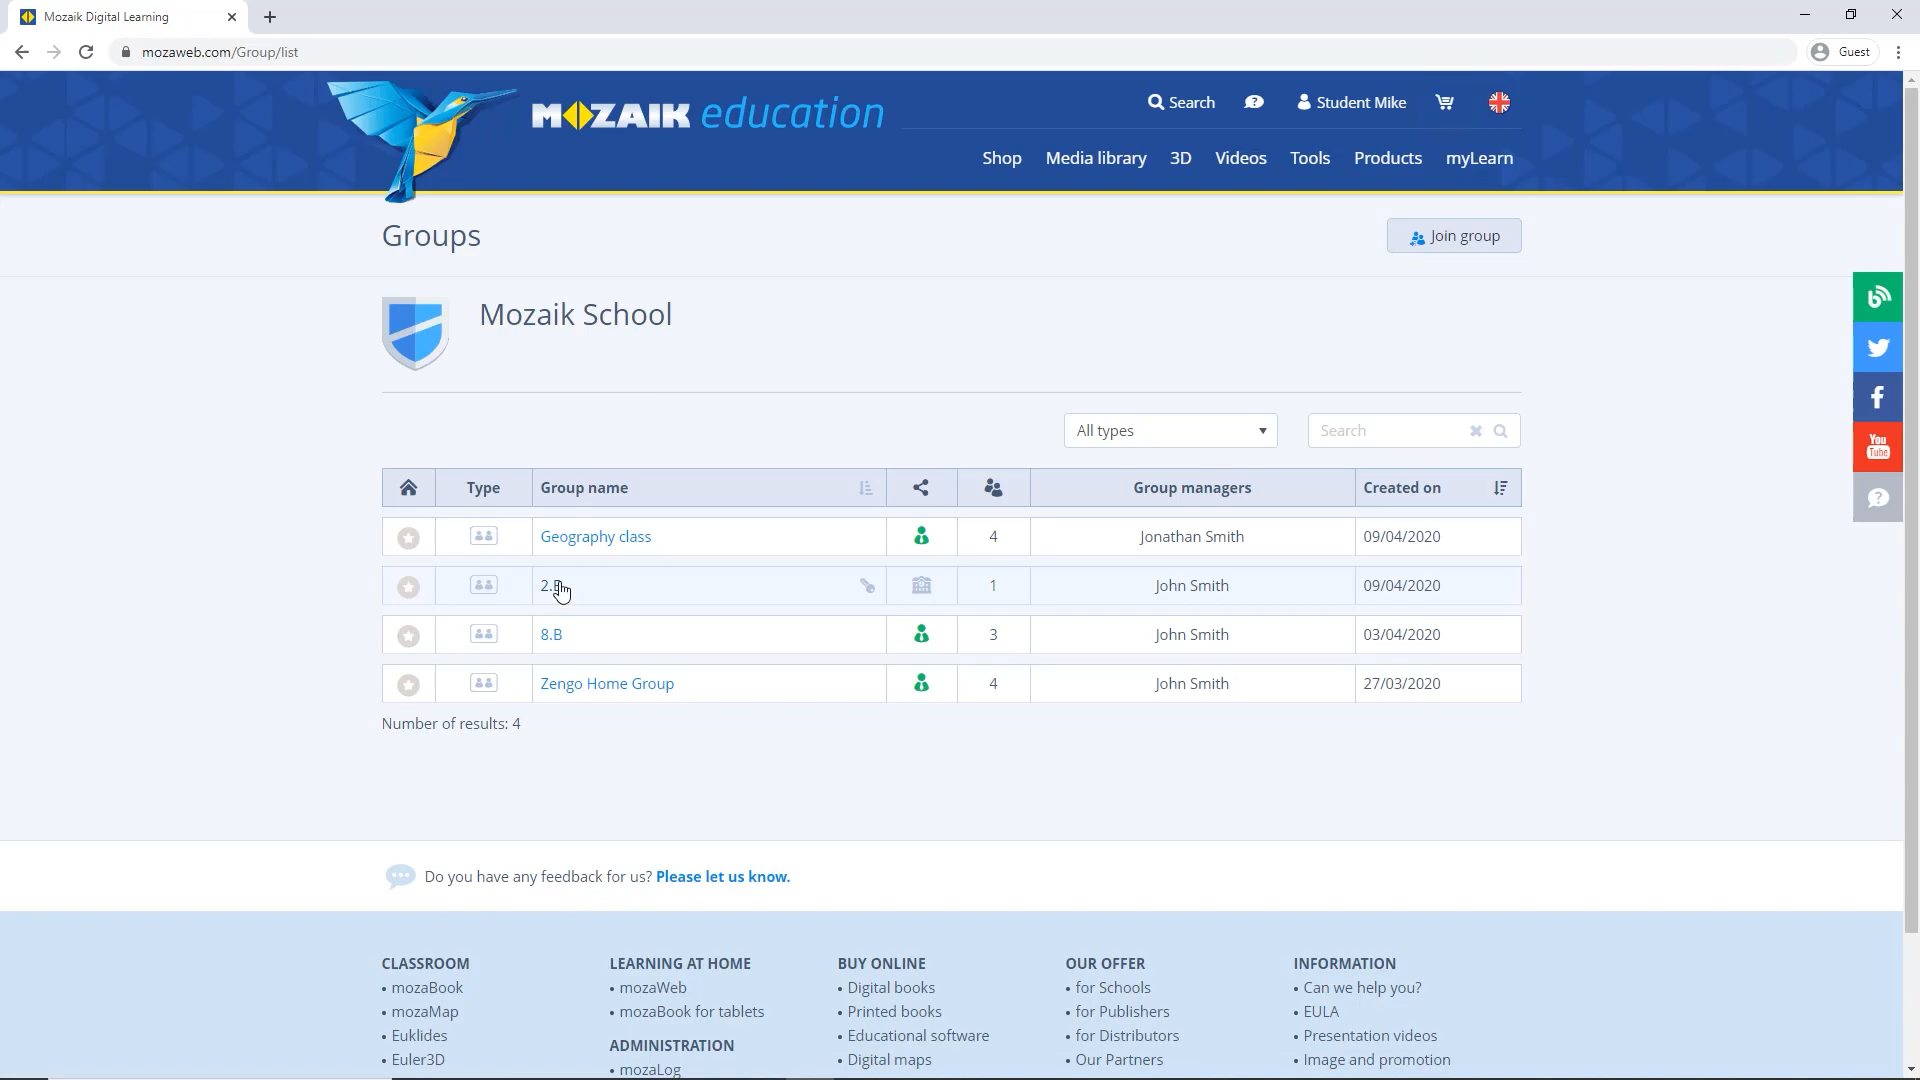 Mozaik Digital Learning
mozaweb.com/Group/list
Guest
MOZAIK education
Search
Student Mike
Shop Media library 3D Videos Tools Products myLearn
Groups
Join group
Mozaik School
All types
Search
Type Group name Group managers Created on
Geography class 4 Jonathan Smith 09/04/2020
1 John Smith 09/04/2020
8.B 3 John Smith 03/04/2020
Zengo Home Group 4 John Smith 27/03/2020
Number of results: 4
You
Tube
Do you have any feedback for us? Please let us know.
CLASSROOM LEARNING AT HOME BUY ONLINE OUR OFFER INFORMATION
• mozaBook • mozaWeb • Digital books • for Schools • Can we help you?
• mozaMap • mozaBook for tablets • Printed books • for Publishers • EULA
• Euklides ADMINISTRATION • Educational software • for Distributors • Presentation videos
• Euler3D • mozaLog • Digital maps • Our Partners • Image and promotion